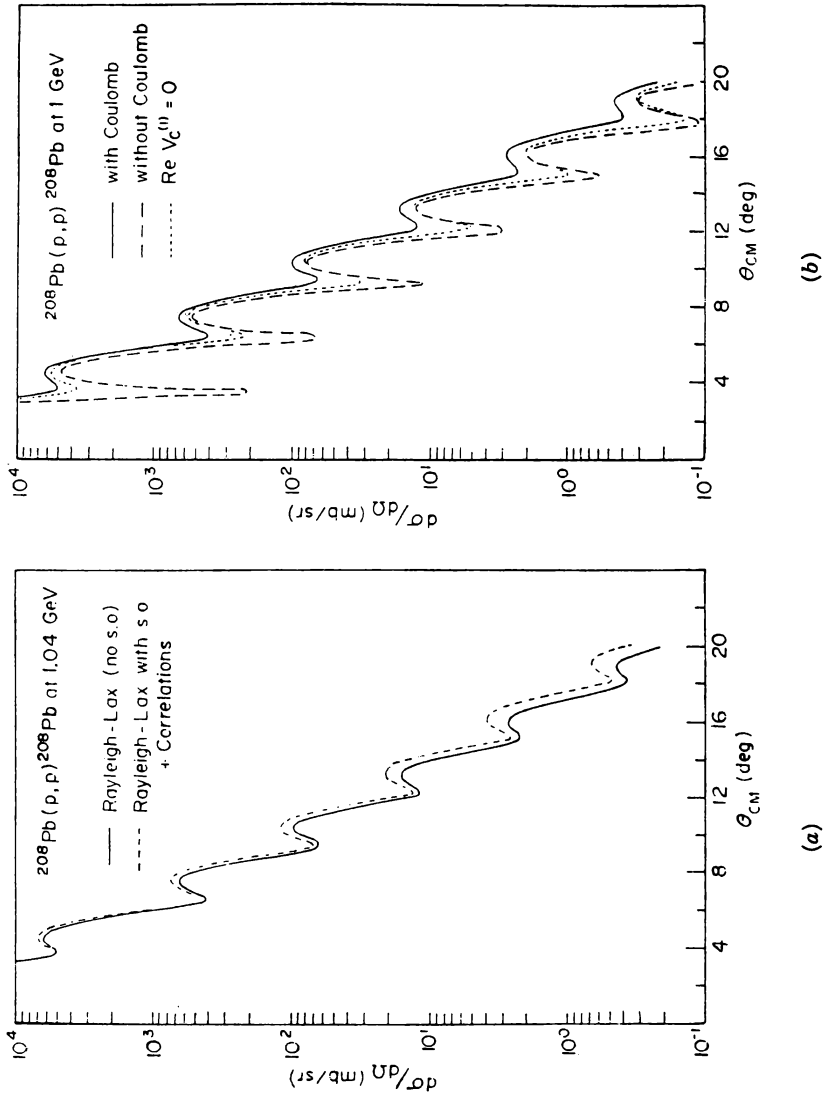 ²⁰⁸Pb(p,p)²⁰⁸Pb at 1.04 GeV
Rayleigh-Lax (no s.o)
Rayleigh-Lax with s o
+ Correlations
10⁴
10³
10²
10¹
10⁰
10⁻¹
dσ/dΩ (mb/sr)
4
8
12
16
20
θCM (deg)
(a)
²⁰⁸Pb(p,p) ²⁰⁸Pb at 1 GeV
with Coulomb
without Coulomb
Re V_C⁽¹⁾ = 0
10⁴
10³
10²
10¹
10⁰
10⁻¹
dσ/dΩ (mb/sr)
4
8
12
16
20
θCM (deg)
(b)